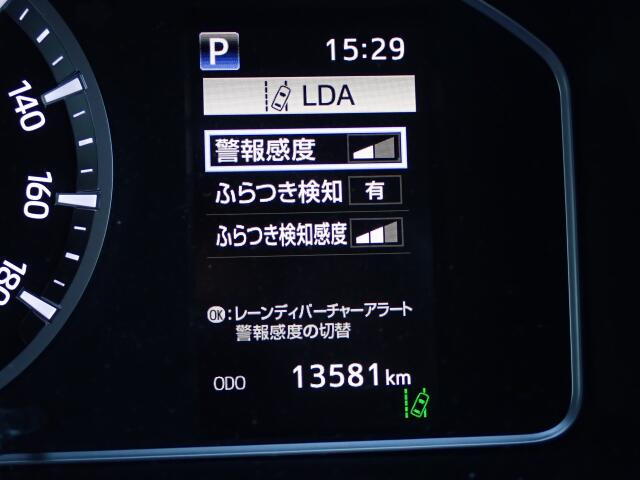 P 15:29
LDA
140
警報感度
ふらつき検知 有
160
ふらつき検知感度
180
OK:レーンディパーチャーアラート
警報感度の切替
ODO 13581km